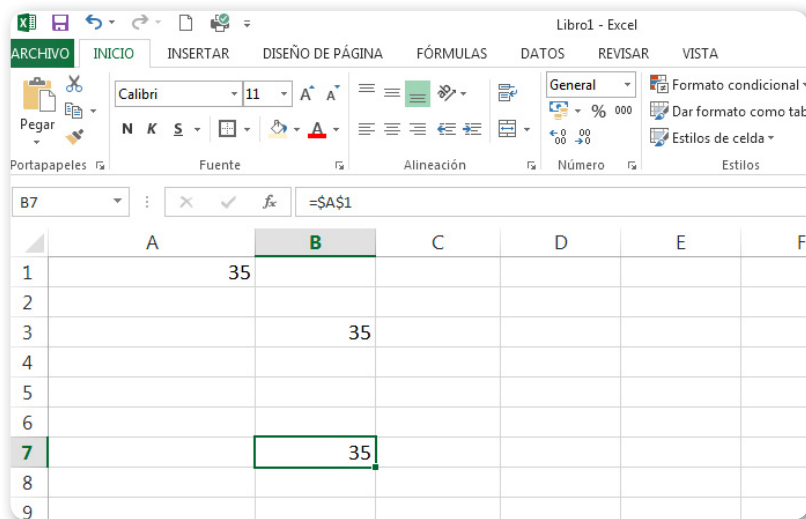 Libro1 - Excel
ARCHIVO INICIO INSERTAR DISEÑO DE PÁGINA FÓRMULAS DATOS REVISAR VISTA
Calibri 11 A A General Formato condicional
Pegar N K S A % 000 Dar formato como tab
Estilos de celda
Portapapeles Fuente Alineación Número Estilos
B7 fx =$A$1
A B C D E F
1 35
2
3 35
4
5
6
7 35
8
9